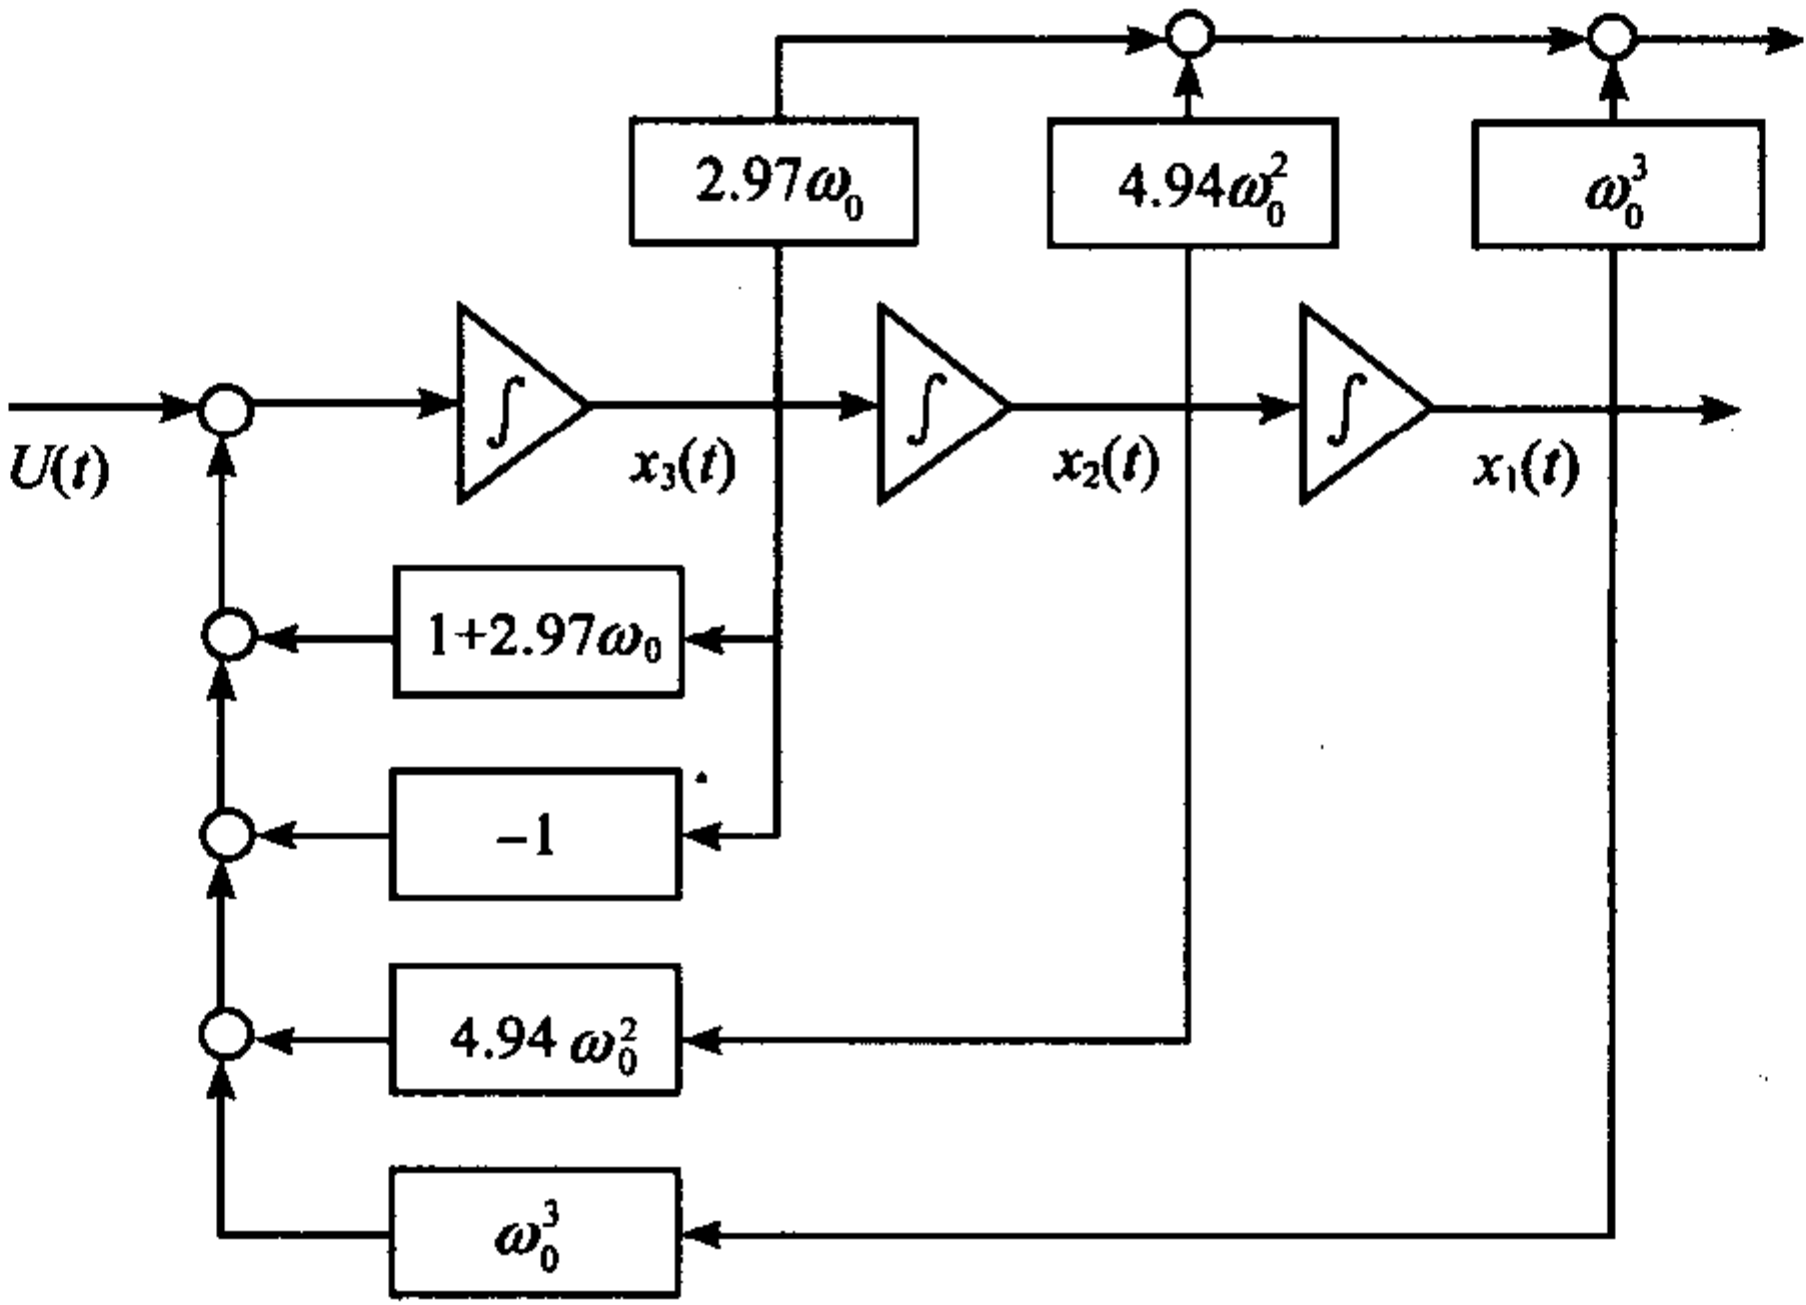 2.97ω₀ 4.94ω₀² ω₀³
∫ ∫ ∫
U(t) x₃(t) x₂(t) x₁(t)
1+2.97ω₀
−1
4.94 ω₀²
ω₀³